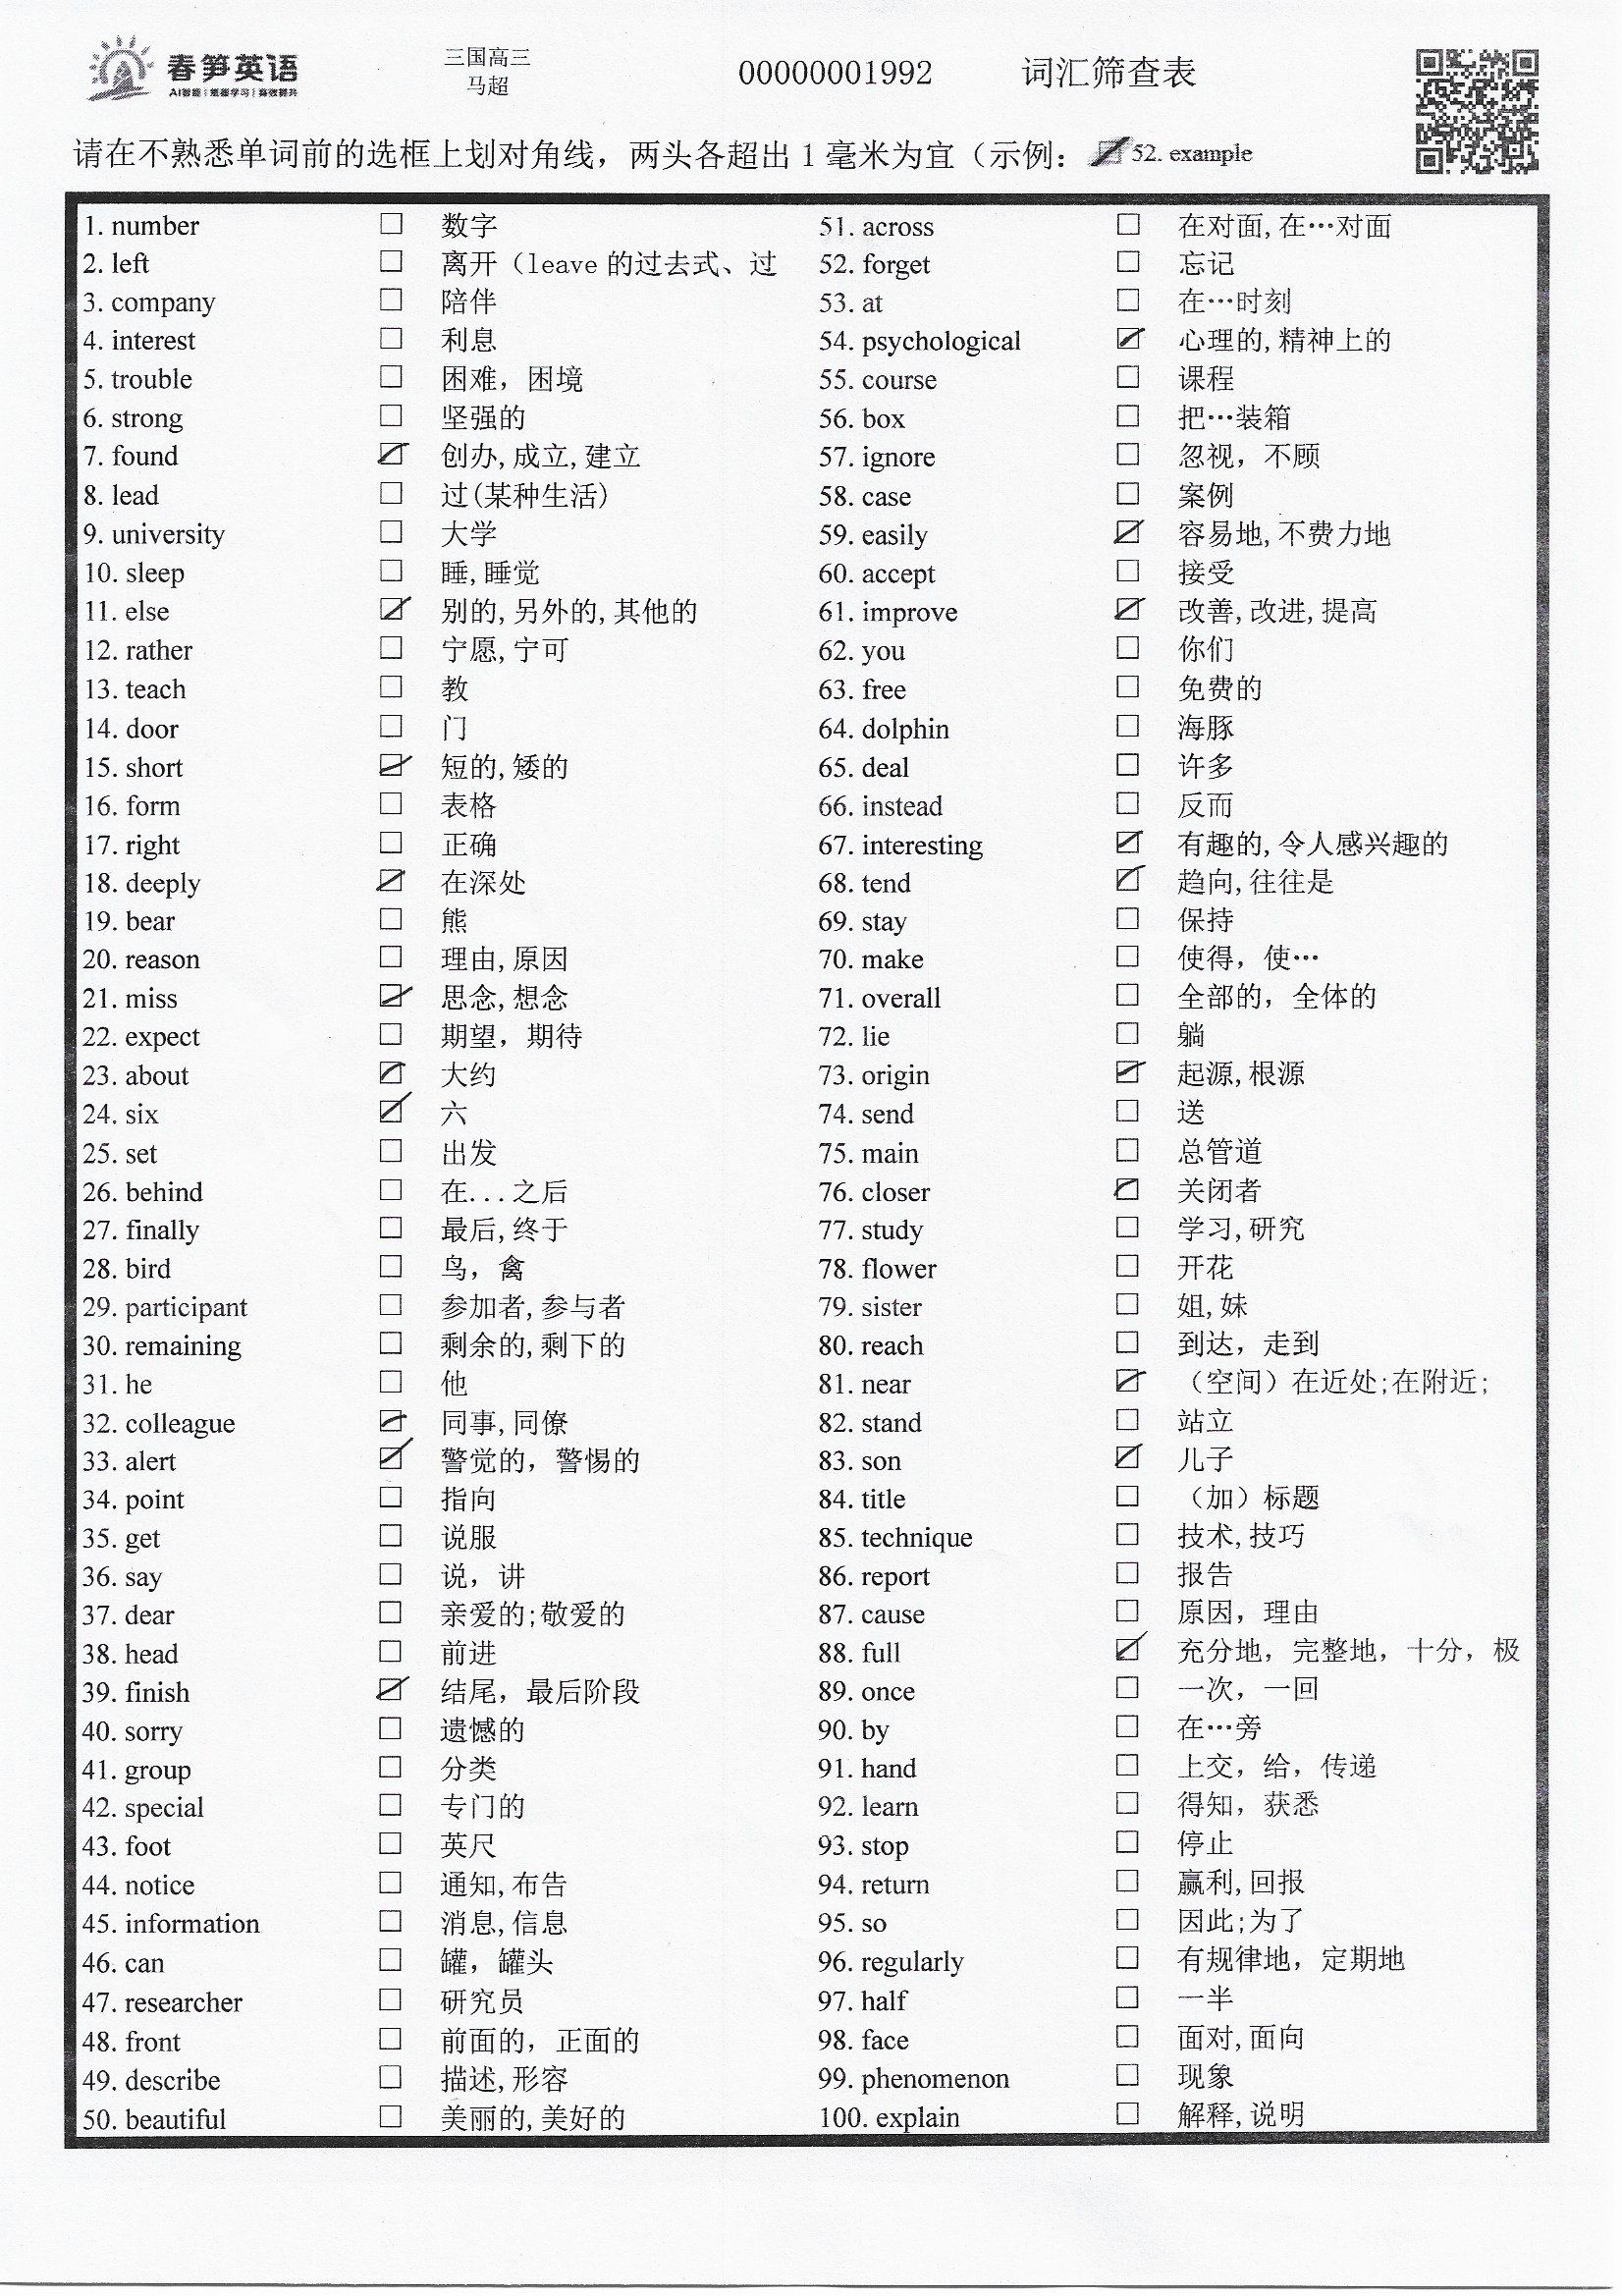 春笋英语
AI智能 | 焦器学习 | 高效提升
三国高三
马超
00000001992
词汇筛查表
请在不熟悉单词前的选框上划对角线，两头各超出1毫米为宜（示例： 52. example
1. number □ 数字
2. left □ 离开（leave 的过去式、过
3. company □ 陪伴
4. interest □ 利息
5. trouble □ 困难，困境
6. strong □ 坚强的
7. found ☑ 创办,成立,建立
8. lead □ 过(某种生活)
9. university □ 大学
10. sleep □ 睡,睡觉
11. else ☑ 别的,另外的,其他的
12. rather □ 宁愿,宁可
13. teach □ 教
14. door □ 门
15. short ☑ 短的,矮的
16. form □ 表格
17. right □ 正确
18. deeply ☑ 在深处
19. bear □ 熊
20. reason □ 理由,原因
21. miss ☑ 思念,想念
22. expect □ 期望，期待
23. about ☑ 大约
24. six ☑ 六
25. set □ 出发
26. behind □ 在...之后
27. finally □ 最后,终于
28. bird □ 鸟，禽
29. participant □ 参加者,参与者
30. remaining □ 剩余的,剩下的
31. he □ 他
32. colleague ☑ 同事,同僚
33. alert ☑ 警觉的，警惕的
34. point □ 指向
35. get □ 说服
36. say □ 说，讲
37. dear □ 亲爱的;敬爱的
38. head □ 前进
39. finish ☑ 结尾，最后阶段
40. sorry □ 遗憾的
41. group □ 分类
42. special □ 专门的
43. foot □ 英尺
44. notice □ 通知,布告
45. information □ 消息,信息
46. can □ 罐，罐头
47. researcher □ 研究员
48. front □ 前面的，正面的
49. describe □ 描述,形容
50. beautiful □ 美丽的,美好的
51. across □ 在对面,在…对面
52. forget □ 忘记
53. at □ 在…时刻
54. psychological ☑ 心理的,精神上的
55. course □ 课程
56. box □ 把…装箱
57. ignore □ 忽视，不顾
58. case □ 案例
59. easily ☑ 容易地,不费力地
60. accept □ 接受
61. improve ☑ 改善,改进,提高
62. you □ 你们
63. free □ 免费的
64. dolphin □ 海豚
65. deal □ 许多
66. instead □ 反而
67. interesting ☑ 有趣的,令人感兴趣的
68. tend ☑ 趋向,往往是
69. stay □ 保持
70. make □ 使得，使…
71. overall □ 全部的，全体的
72. lie □ 躺
73. origin ☑ 起源,根源
74. send □ 送
75. main □ 总管道
76. closer ☑ 关闭者
77. study □ 学习,研究
78. flower □ 开花
79. sister □ 姐,妹
80. reach □ 到达，走到
81. near ☑ （空间）在近处;在附近;
82. stand □ 站立
83. son ☑ 儿子
84. title □ （加）标题
85. technique □ 技术,技巧
86. report □ 报告
87. cause □ 原因，理由
88. full ☑ 充分地，完整地，十分，极
89. once □ 一次，一回
90. by □ 在…旁
91. hand □ 上交，给，传递
92. learn □ 得知，获悉
93. stop □ 停止
94. return □ 赢利,回报
95. so □ 因此;为了
96. regularly □ 有规律地，定期地
97. half □ 一半
98. face □ 面对,面向
99. phenomenon □ 现象
100. explain □ 解释,说明